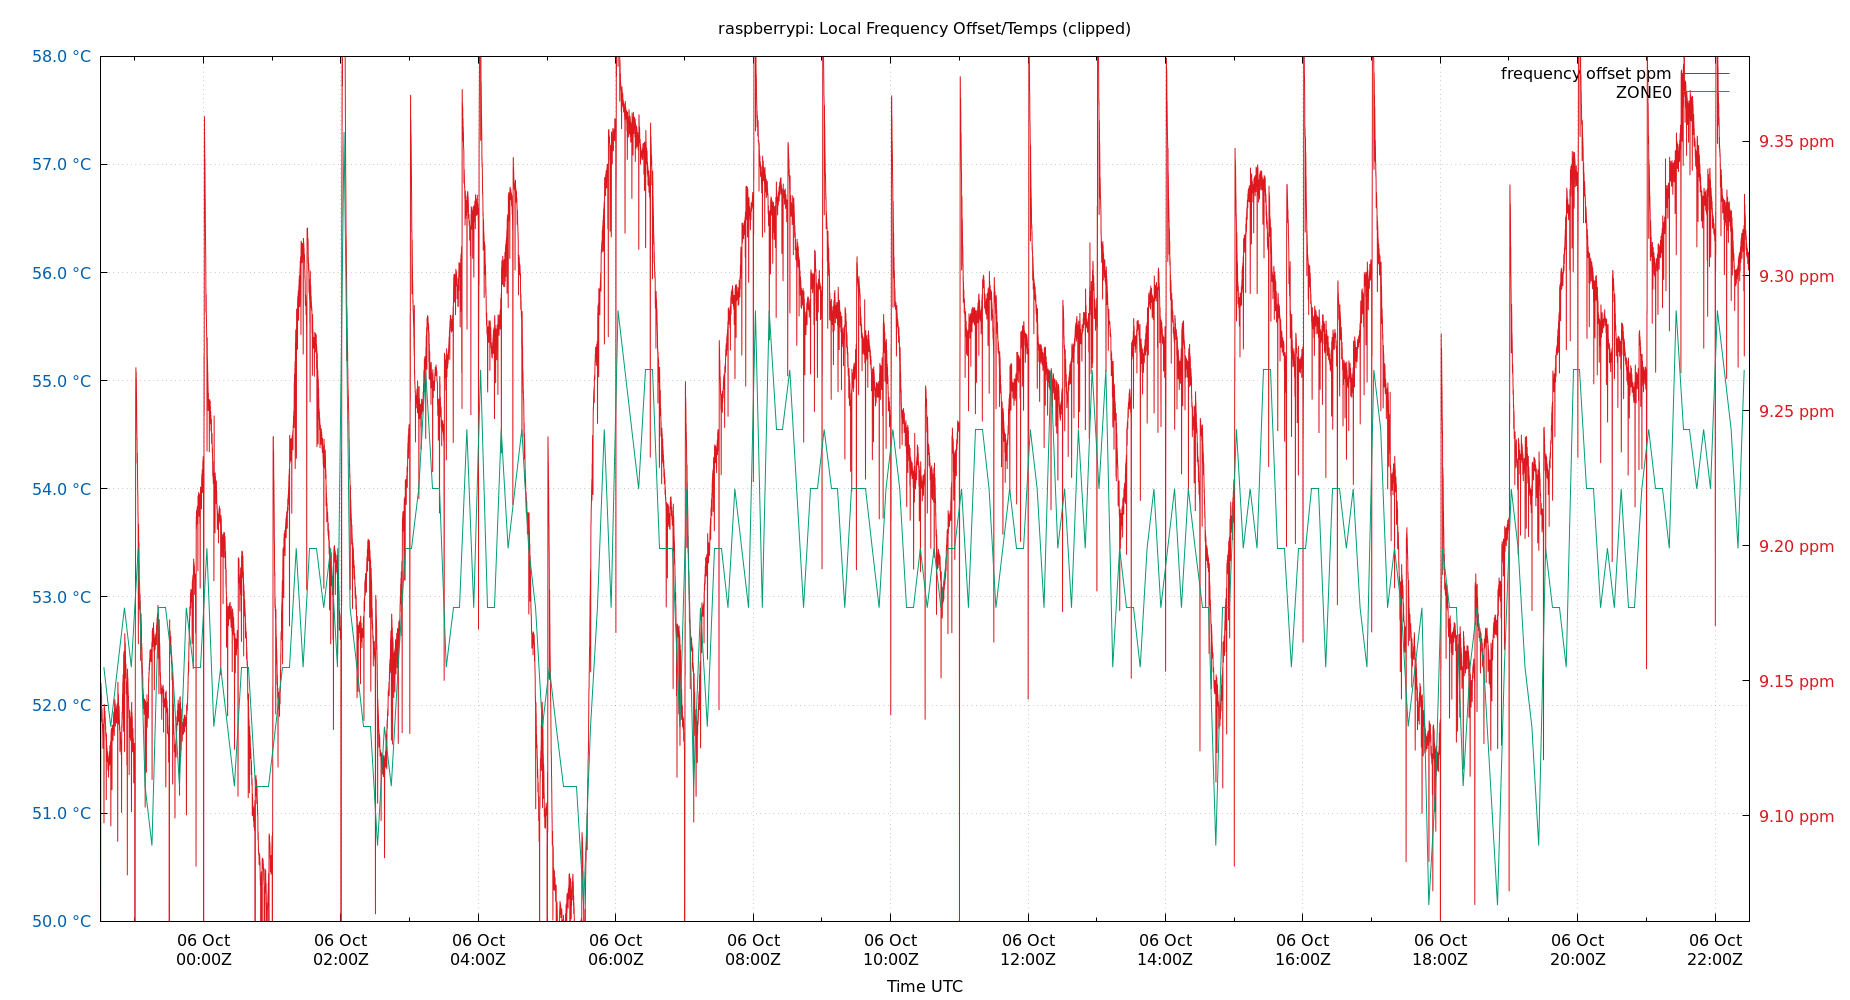 raspberrypi: Local Frequency Offset/Temps (clipped)
58.0 °C
57.0 °C
56.0 °C
55.0 °C
54.0 °C
53.0 °C
52.0 °C
51.0 °C
50.0 °C
frequency offset ppm
ZONE0
9.35 ppm
9.30 ppm
9.25 ppm
9.20 ppm
9.15 ppm
9.10 ppm
06 Oct 06 Oct 06 Oct 06 Oct 06 Oct 06 Oct 06 Oct 06 Oct 06 Oct 06 Oct 06 Oct 06 Oct
00:00Z 02:00Z 04:00Z 06:00Z 08:00Z 10:00Z 12:00Z 14:00Z 16:00Z 18:00Z 20:00Z 22:00Z
Time UTC